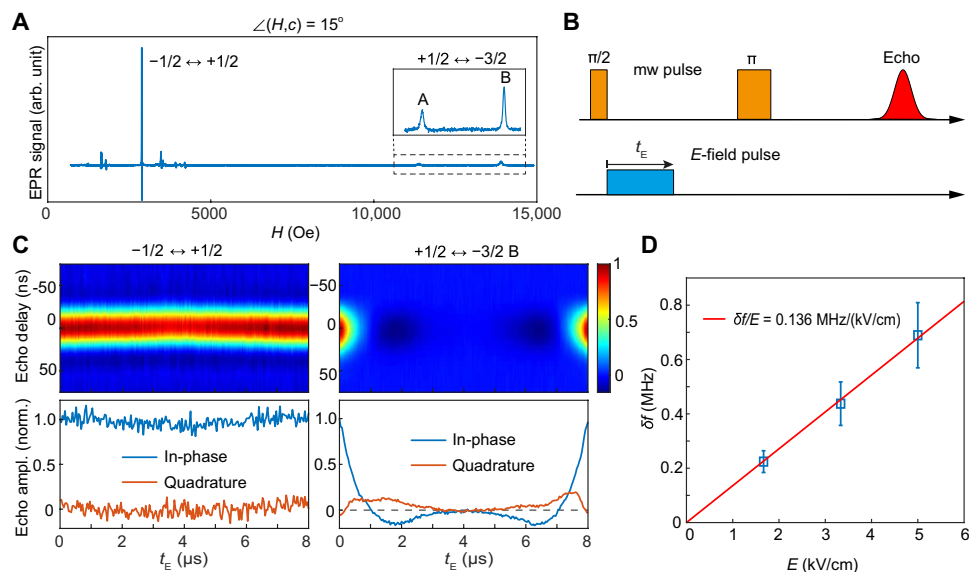 A
∠(H,c) = 15°
EPR signal (arb. unit)
−1/2 ↔ +1/2
+1/2 ↔ −3/2
A
B
0
5000
10,000
15,000
H (Oe)
B
π/2
mw pulse
π
Echo
tE
E-field pulse
C
−1/2 ↔ +1/2
+1/2 ↔ −3/2 B
Echo delay (ns)
-50
0
50
−50
0
50
1
0.5
0
Echo ampl. (norm.)
1.0
0.5
0
In-phase
Quadrature
0 2 4 6 8
tE (μs)
1.0
0.5
0
In-phase
Quadrature
0 2 4 6 8
tE (μs)
D
δf (MHz)
0.8
0.6
0.4
0.2
0
δf/E = 0.136 MHz/(kV/cm)
0 1 2 3 4 5 6
E (kV/cm)